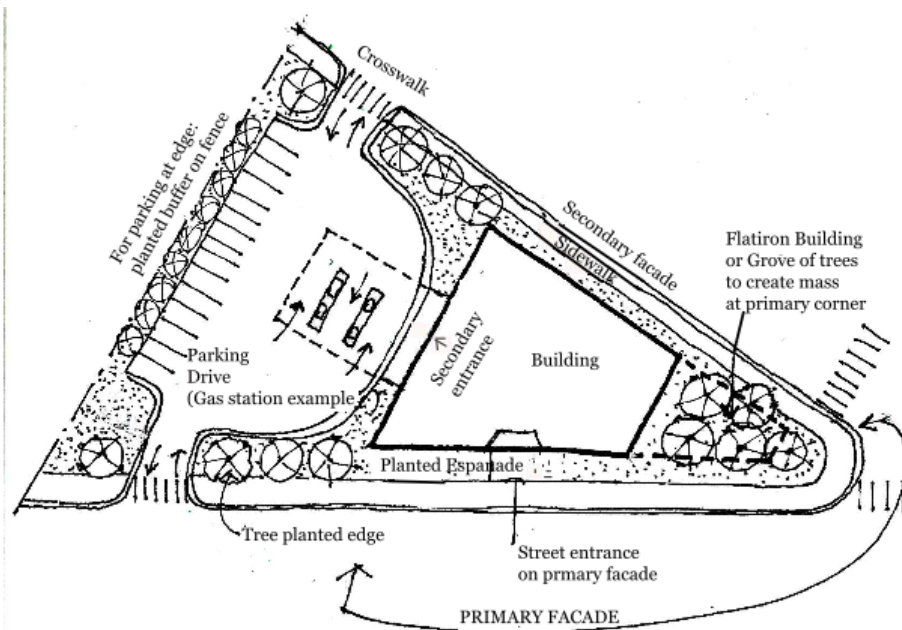 Crosswalk
For parking at edge:
planted buffer on fence
Secondary facade
Sidewalk
Flatiron Building
or Grove of trees
to create mass
at primary corner
Parking
Drive
(Gas station example
Secondary
entrance
Building
Planted Espanade
Tree planted edge
Street entrance
on prmary facade
PRIMARY FACADE